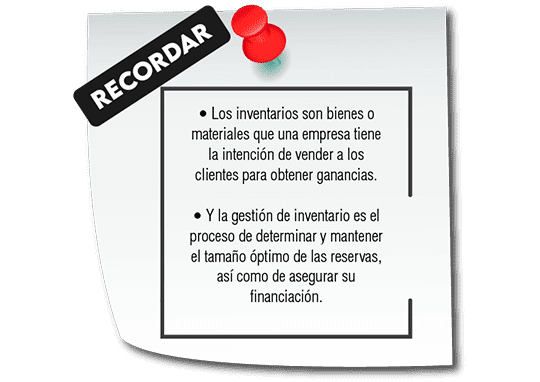 RECORDAR
• Los inventarios son bienes o
materiales que una empresa tiene
la intención de vender a los
clientes para obtener ganancias.
• Y la gestión de inventario es el
proceso de determinar y mantener
el tamaño óptimo de las reservas,
así como de asegurar su
financiación.